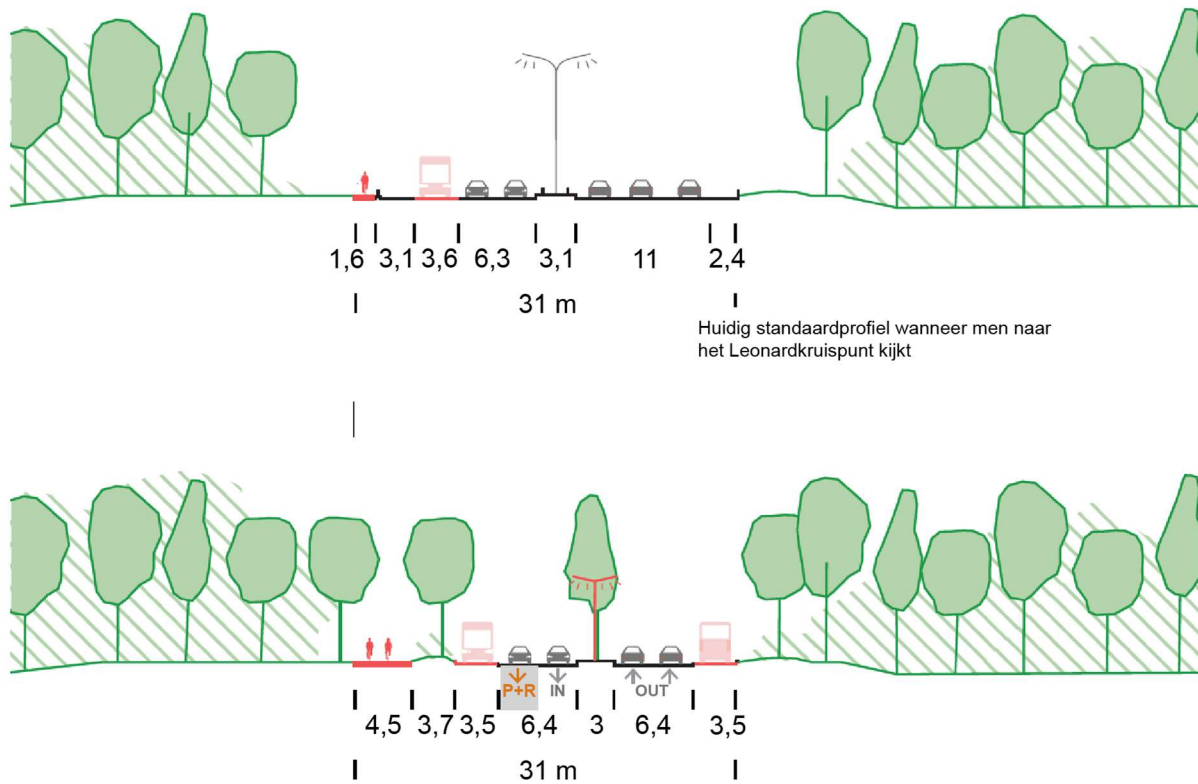 1,6 3,1 3,6 6,3 3,1 11 2,4
31 m
Huidig standaardprofiel wanneer men naar
het Leonardkruispunt kijkt
P+R IN OUT
4,5 3,7 3,5 6,4 3 6,4 3,5
31 m